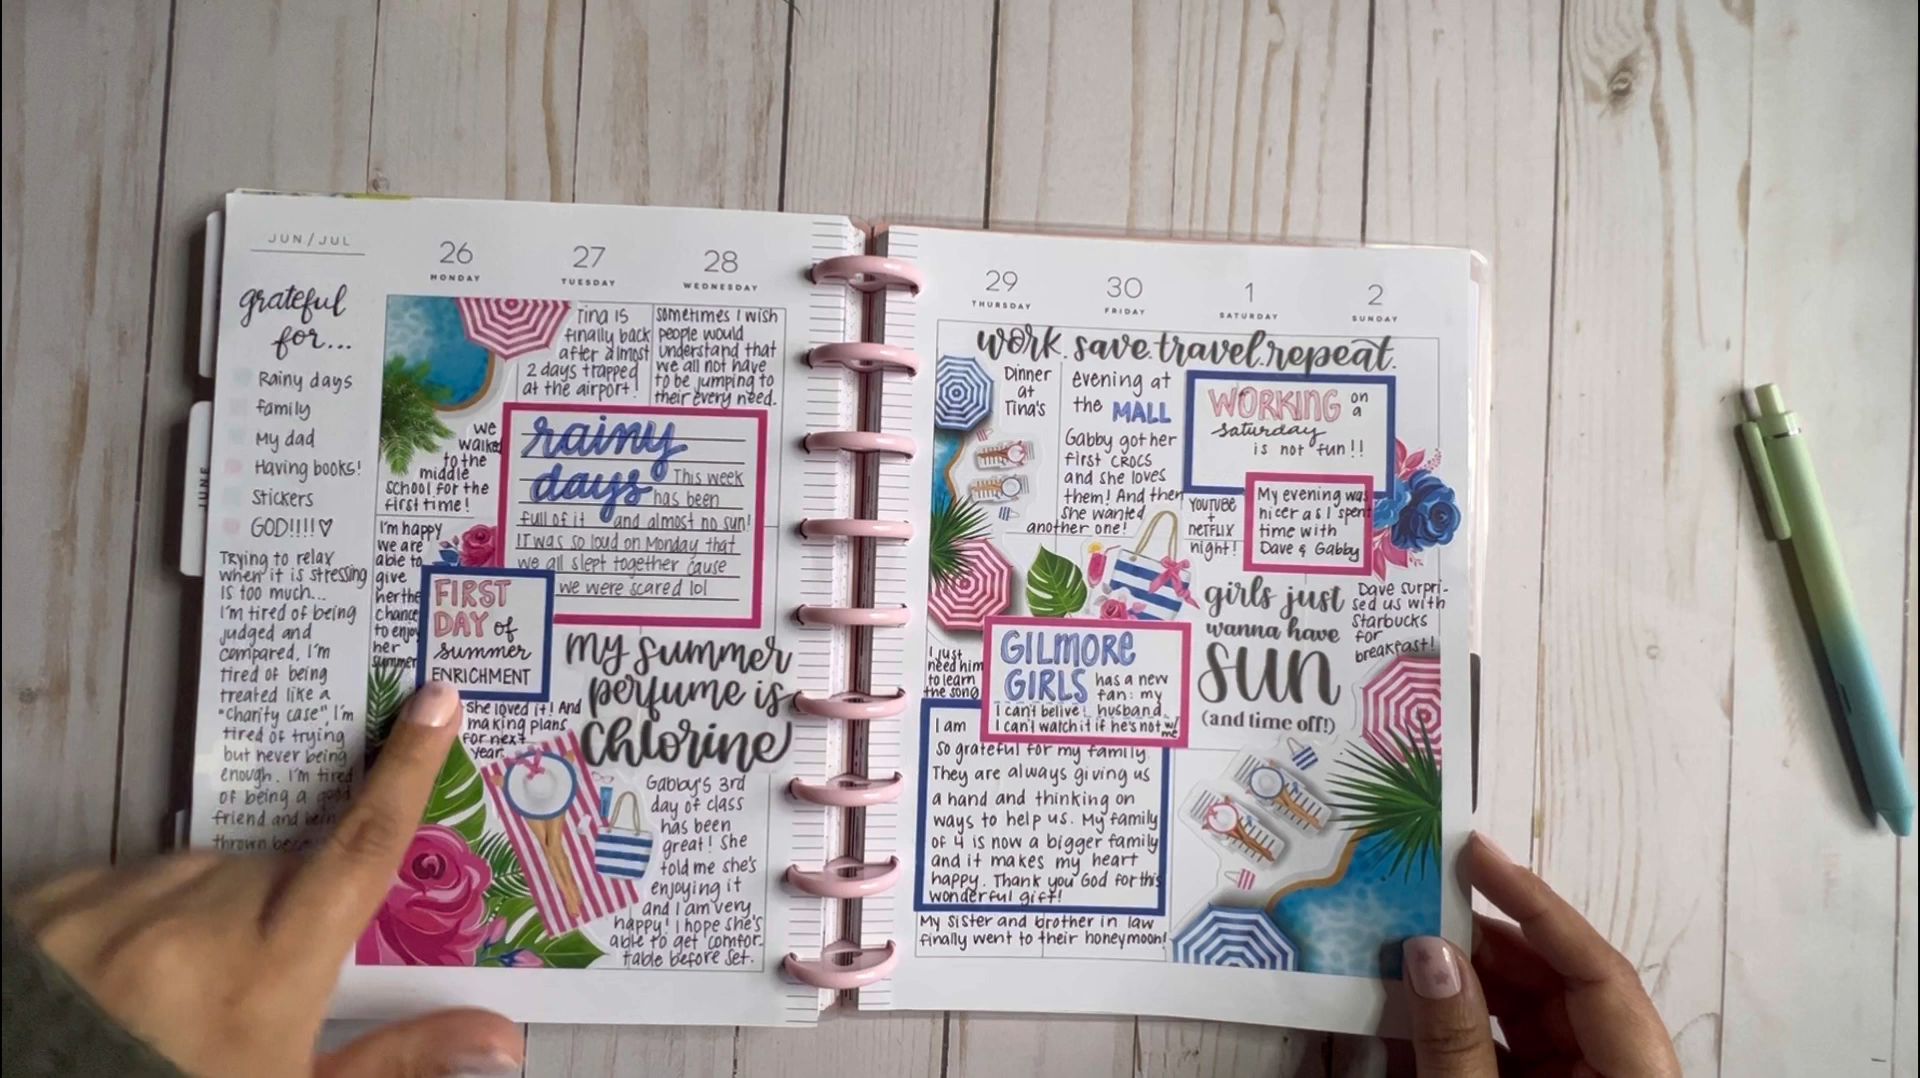 JUN/JUL
grateful
for...
Rainy days
family
My dad
Having books!
Stickers
GOD!!!!♡
Trying to relax
when it is stressing
is too much...
I'm tired of being
judged and
compared, I'm
tired of being
treated like a
"Charity case", I'm
tired of trying
but never being
enough. I'm tired
of being a good
friend and
thrown
JUNE
26
MONDAY
27
TUESDAY
28
WEDNESDAY
Tina is
finally back
after almost
2 days trapped
at the airport!
sometimes I wish
people would
understand that
we all not have
to be jumping to
their every need.
we
walked
to the
middle
school for the
first time!
rainy
days
This week
has been
full of it and almost no sun!
IT was so loud on Monday that
we all slept together 'cause
we were scared lol
I'm happy
we are
able to
give
her the
chance
to enjoy
her
summer
FIRST
DAY of
summer
ENRICHMENT
She loved it! And
making plans
for next
year.
My summer
perfume is
Chlorine
Gabby's 3rd
day of class
has been
great! She
told me she's
enjoying it
and I am very
happy! I hope she's
able to get comfor-
table before Set.
29
THURSDAY
30
FRIDAY
1
SATURDAY
2
SUNDAY
work.save.travel.repeat.
Dinner
at
Tina's
evening at
the MALL
Gabby got her
first CROCS
and she loves
them! And then
she wanted
another one!
WORKING on
a
saturday
is not fun!!
YOUTUBE
+
NETFLIX
night!
My evening was
nicer as I spent
time with
Dave & Gabby
girls just
wanna have
sun
(and time off!)
Dave surpri-
sed us with
Starbucks
for
breakfast!
I just
need him
to learn
the song
GILMORE
GIRLS has a new
fan: my
I can't belive! husband.
I can't watch it if he's not w/
me
I am
so grateful for my family.
They are always giving us
a hand and thinking on
ways to help us. My family
of 4 is now a bigger family
and it makes my heart
happy. Thank you God for this
wonderful gift!
My sister and brother in law
finally went to their honeymoon!